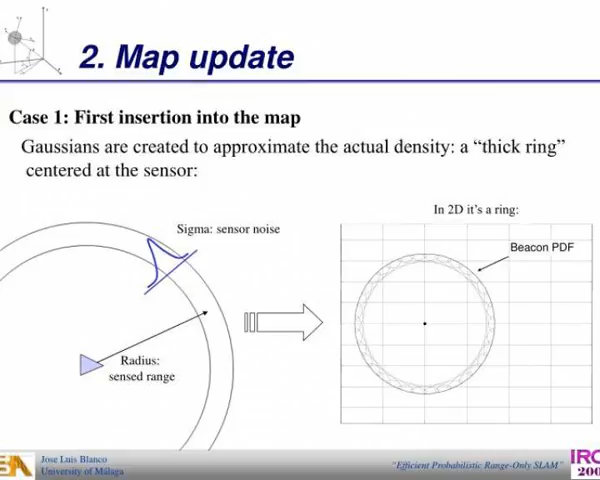 2. Map update
Case 1: First insertion into the map
Gaussians are created to approximate the actual density: a “thick ring”
centered at the sensor:
In 2D it’s a ring:
Sigma: sensor noise
Beacon PDF
Radius:
sensed range
Jose Luis Blanco
University of Málaga
“Efficient Probabilistic Range-Only SLAM”
IRO
200